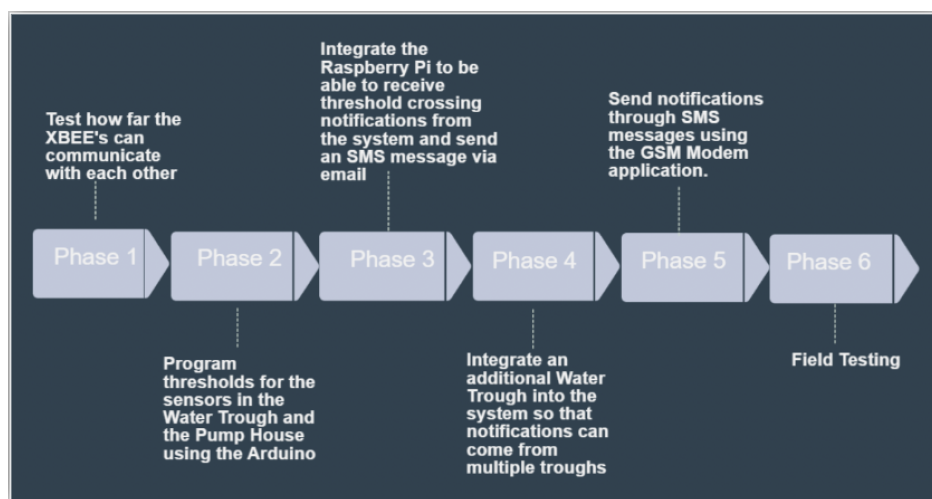 Test how far the
XBEE's can
communicate
with each other
Integrate the
Raspberry Pi to be
able to receive
threshold crossing
notifications from
the system and send
an SMS message via
email
Send notifications
through SMS
messages using
the GSM Modem
application.
Phase 1
Phase 2
Phase 3
Phase 4
Phase 5
Phase 6
Program
thresholds for the
sensors in the
Water Trough and
the Pump House
using the Arduino
Integrate an
additional Water
Trough into the
system so that
notifications can
come from
multiple troughs
Field Testing